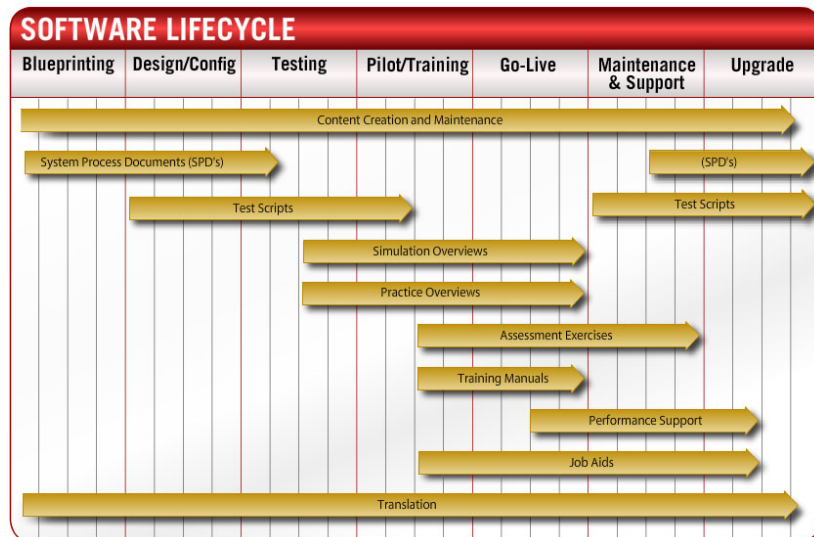 SOFTWARE LIFECYCLE
Blueprinting
Design/Config
Testing
Pilot/Training
Go-Live
Maintenance
& Support
Upgrade
Content Creation and Maintenance
System Process Documents (SPD's)
(SPD's)
Test Scripts
Test Scripts
Simulation Overviews
Practice Overviews
Assessment Exercises
Training Manuals
Performance Support
Job Aids
Translation